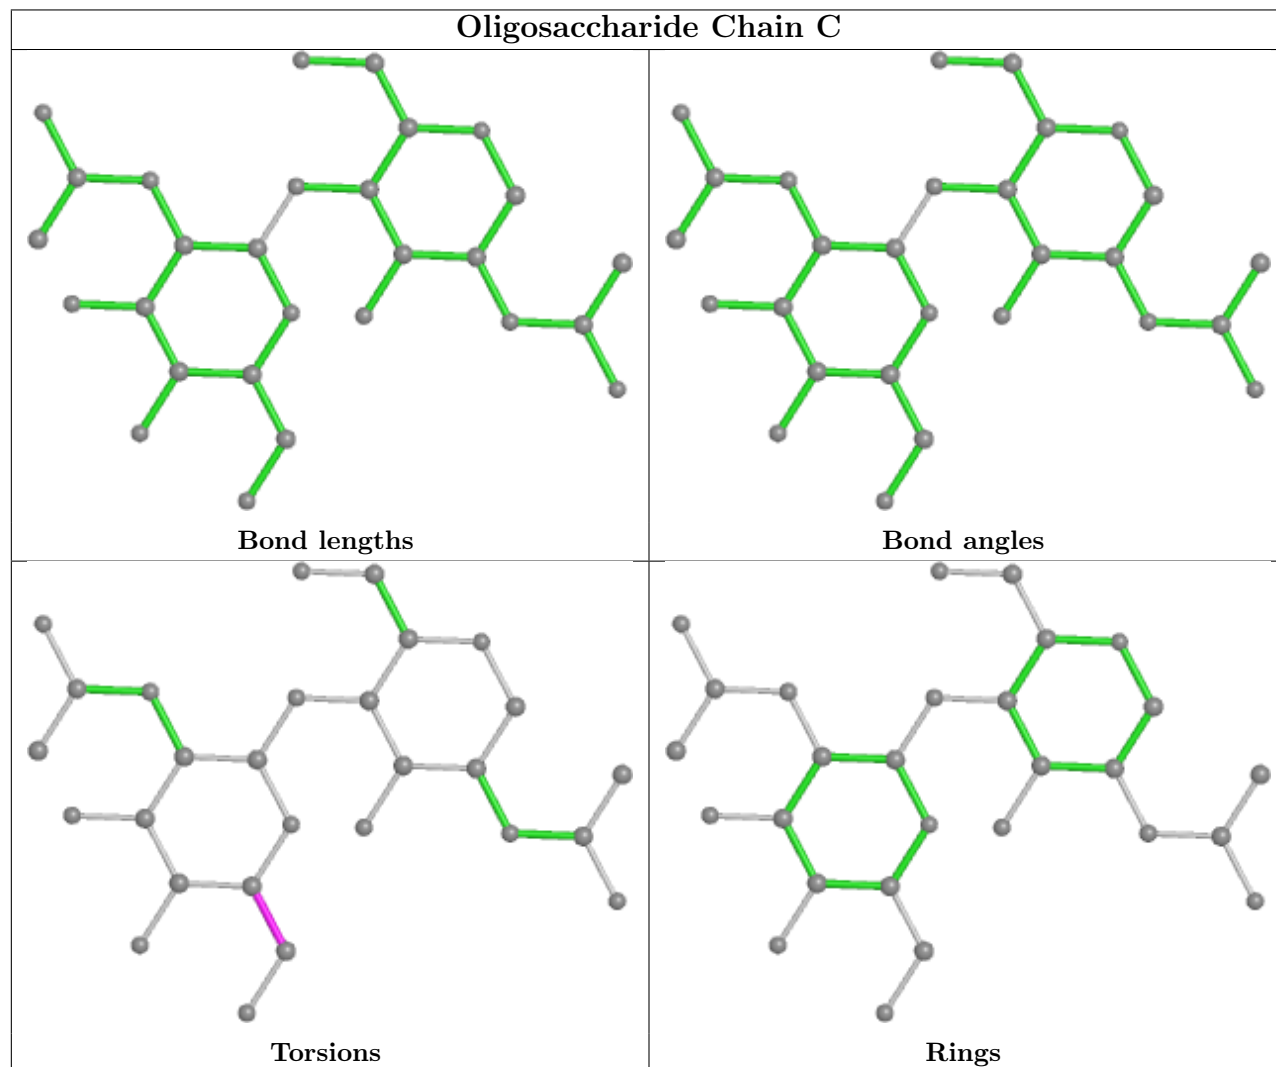 Oligosaccharide Chain C
Bond lengths
Bond angles
Torsions
Rings